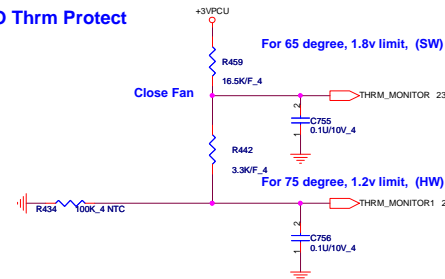 Thrm Protect
+3VPCU
For 65 degree, 1.8v limit, (SW)
R459
16.5K/F_4
Close Fan
THRM_MONITOR 23
2
1
C755
0.1U/10V_4
R442
3.3K/F_4
For 75 degree, 1.2v limit, (HW)
R434
100K_4 NTC
THRM_MONITOR1 2
2
1
C756
0.1U/10V_4